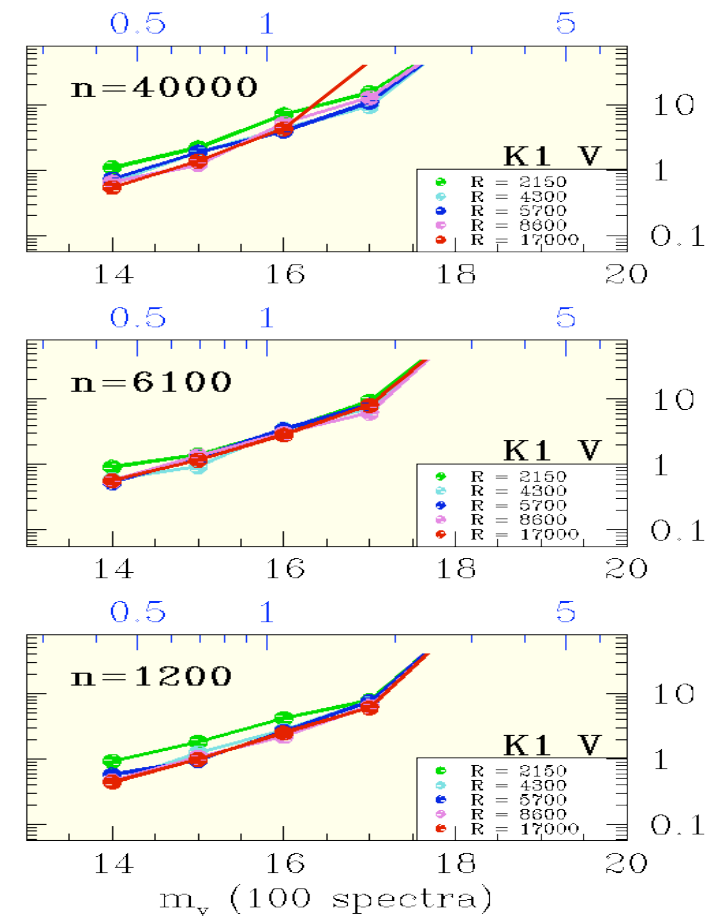 0.5 1 5
n=40000
10
1
0.1
K1 V
R = 2150
R = 4300
R = 5700
R = 8600
R = 17000
14 16 18 20
0.5 1 5
n=6100
10
1
0.1
K1 V
R = 2150
R = 4300
R = 5700
R = 8600
R = 17000
14 16 18 20
0.5 1 5
n=1200
10
1
0.1
K1 V
R = 2150
R = 4300
R = 5700
R = 8600
R = 17000
14 16 18 20
m_v (100 spectra)